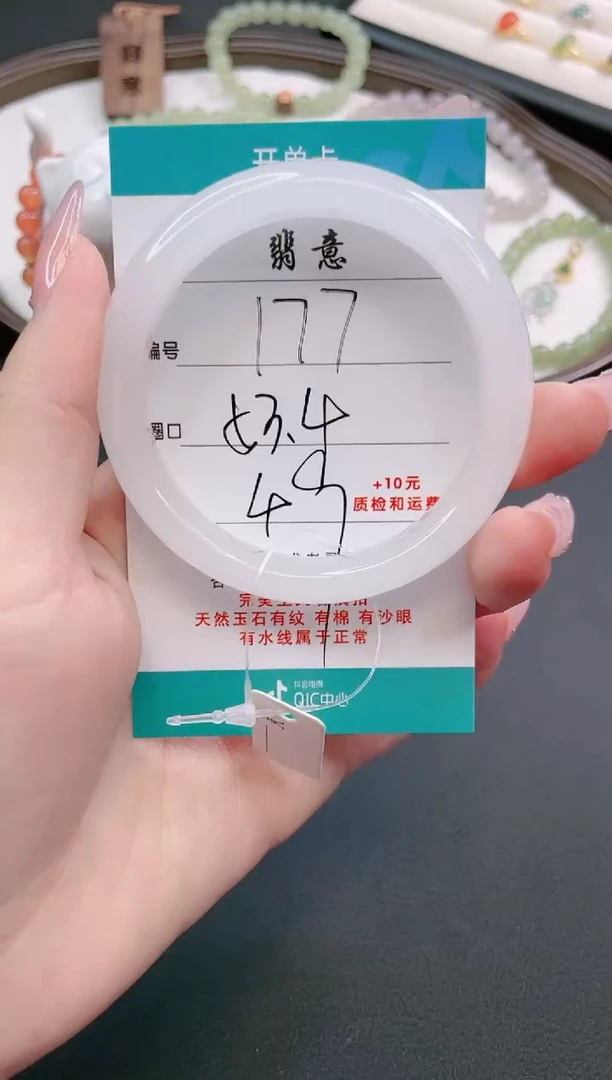 开单卡
翡意
编号 177
圈口
49
+10元
质检和运费
天然玉石有纹 有棉 有沙眼
有水线属于正常
抖音电商
QIC中心